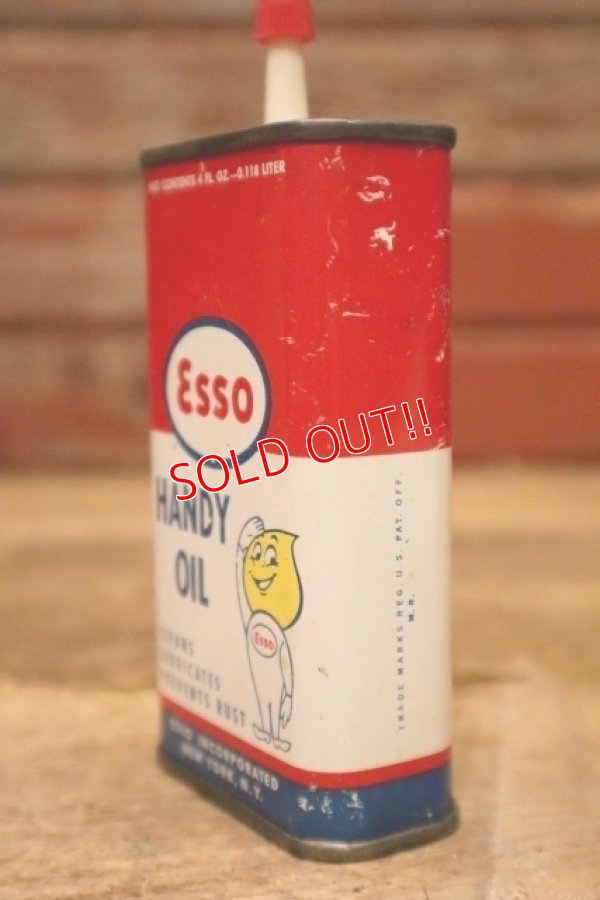 NET CONTENTS 4 FL. OZ.—0.118 LITER
Esso
SOLD OUT!!
HANDY
OIL
Esso
CLEANS
LUBRICATES
PREVENTS RUST
ESSO INCORPORATED
NEW YORK, N.Y.
TRADE MARKS REG. U.S. PAT. OFF.
M.R.